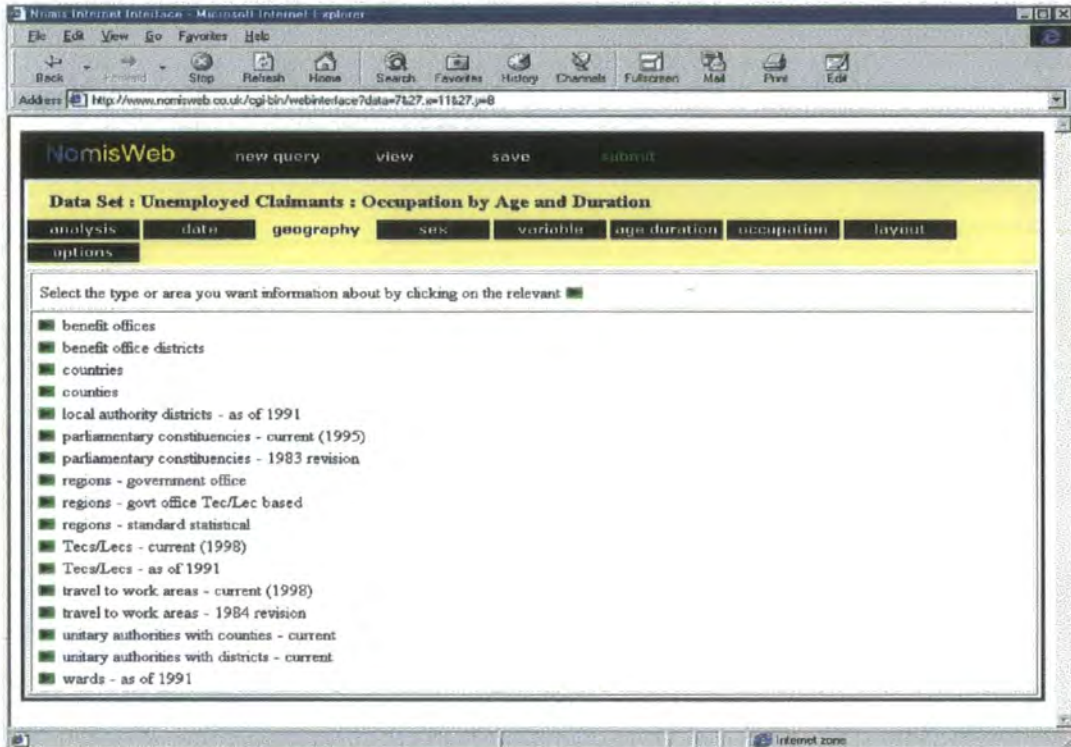 Nomis Internet Interface - Microsoft Internet Explorer
File Edit View Go Favorites Help
Back Forward Stop Refresh Home Search Favorites History Channels Fullscreen Mail Print Edit
Address http://www.nomisweb.co.uk/cgi-bin/webinterface?data=7&27.x=11&27.y=8
NomisWeb new query view save submit
Data Set : Unemployed Claimants : Occupation by Age and Duration
analysis date geography sex variable age duration occupation layout
options
Select the type or area you want information about by clicking on the relevant
benefit offices
benefit office districts
countries
counties
local authority districts - as of 1991
parliamentary constituencies - current (1995)
parliamentary constituencies - 1983 revision
regions - government office
regions - govt office Tec/Lec based
regions - standard statistical
Tecs/Lecs - current (1998)
Tecs/Lecs - as of 1991
travel to work areas - current (1998)
travel to work areas - 1984 revision
unitary authorities with counties - current
unitary authorities with districts - current
wards - as of 1991
Internet zone